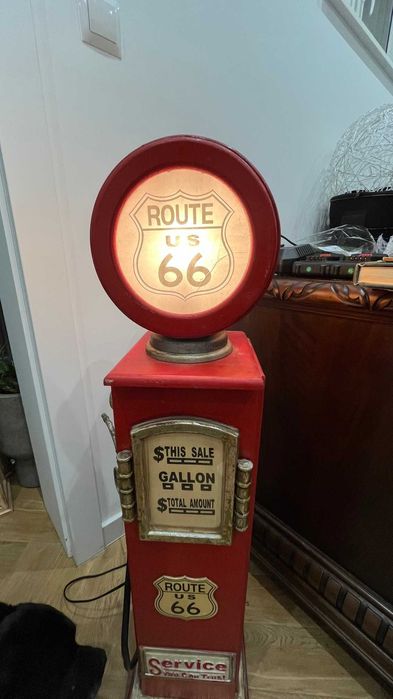 ROUTE
US
66
$THIS SALE
GALLON
$TOTAL AMOUNT
ROUTE
US
66
Service
You Can Trust